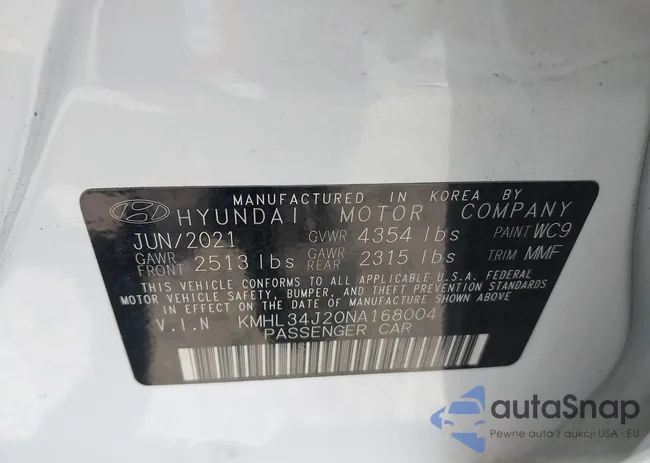 MANUFACTURED IN KOREA BY
HYUNDAI MOTOR COMPANY
JUN/2021 GVWR 4354 lbs PAINT WC9
GAWR FRONT 2513 lbs GAWR REAR 2315 lbs TRIM MMF
THIS VEHICLE CONFORMS TO ALL APPLICABLE U.S.A. FEDERAL
MOTOR VEHICLE SAFETY, BUMPER, AND THEFT PREVENTION STANDARDS
IN EFFECT ON THE DATE OF MANUFACTURE SHOWN ABOVE.
V.I.N KMHL34J20NA168004
PASSENGER CAR
autaSnap
Pewne auta z aukcji USA i EU